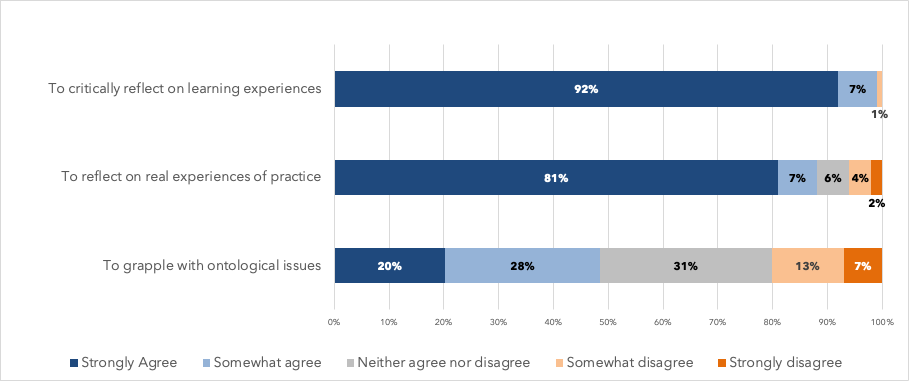 To critically reflect on learning experiences
92% 7%
1%
To reflect on real experiences of practice
81% 7% 6% 4%
2%
To grapple with ontological issues
20% 28% 31% 13% 7%
0% 10% 20% 30% 40% 50% 60% 70% 80% 90% 100%
Strongly Agree Somewhat agree Neither agree nor disagree Somewhat disagree Strongly disagree